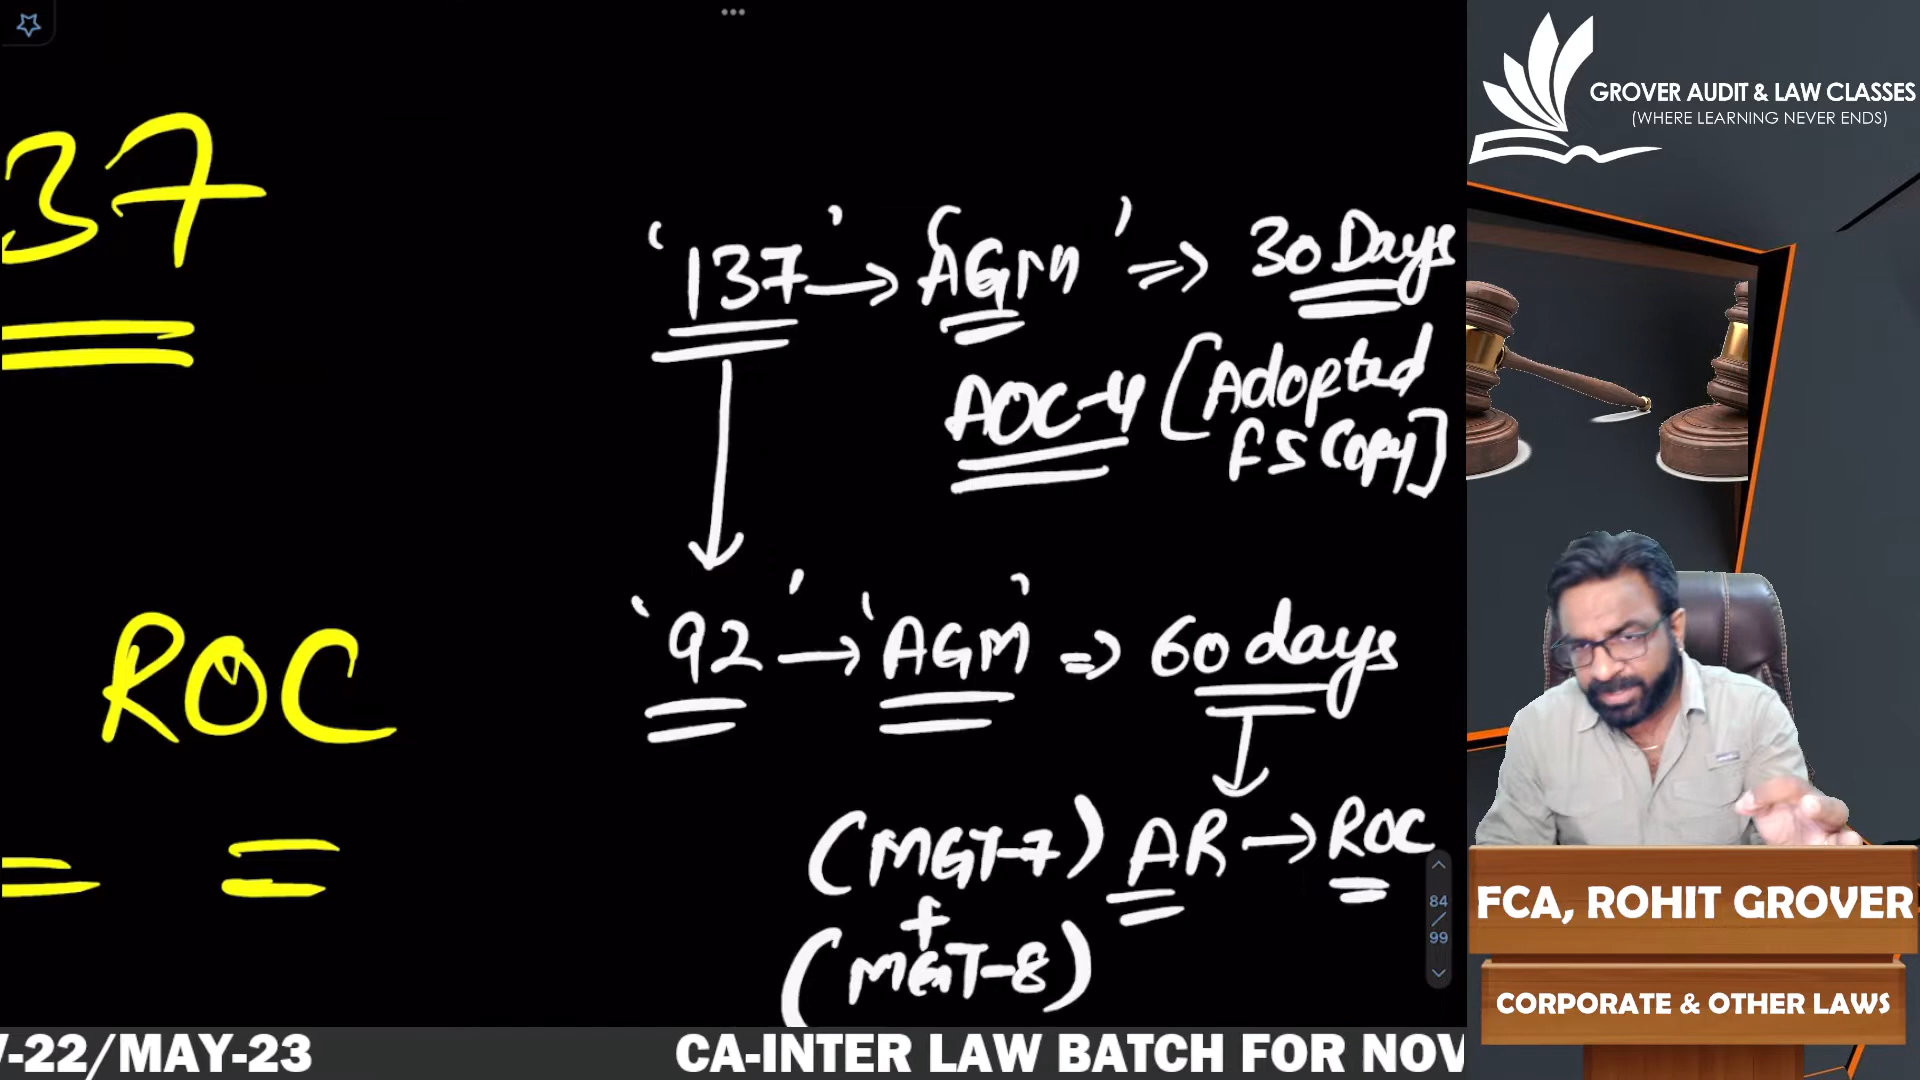 37
ROC
'137' → 'AGM' => 30 Days
AOC-4 [Adopted
FS Copy]
'92' → 'AGM' => 60 days
(MGT-7) AR → ROC
+
(MGT-8)
84
99
GROVER AUDIT & LAW CLASSES
(WHERE LEARNING NEVER ENDS)
FCA, ROHIT GROVER
CORPORATE & OTHER LAWS
-22/MAY-23 CA-INTER LAW BATCH FOR NOV